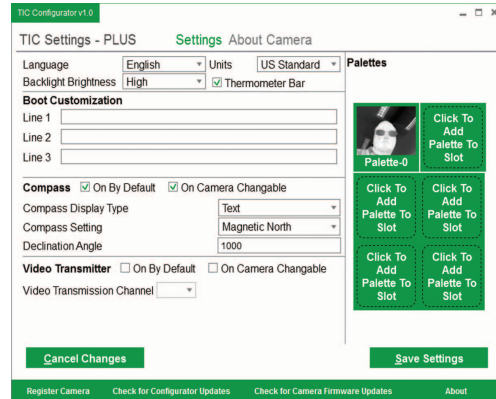 TIC Configurator v1.0
TIC Settings - PLUS Settings About Camera
Language English Units US Standard
Backlight Brightness High Thermometer Bar
Boot Customization
Line 1
Line 2
Line 3
Compass On By Default On Camera Changable
Compass Display Type Text
Compass Setting Magnetic North
Declination Angle 1000
Video Transmitter On By Default On Camera Changable
Video Transmission Channel
Palettes
Palette-0
Click To
Add
Palette To
Slot
Click To
Add
Palette To
Slot
Click To
Add
Palette To
Slot
Click To
Add
Palette To
Slot
Click To
Add
Palette To
Slot
Cancel Changes Save Settings
Register Camera Check for Configurator Updates Check for Camera Firmware Updates About